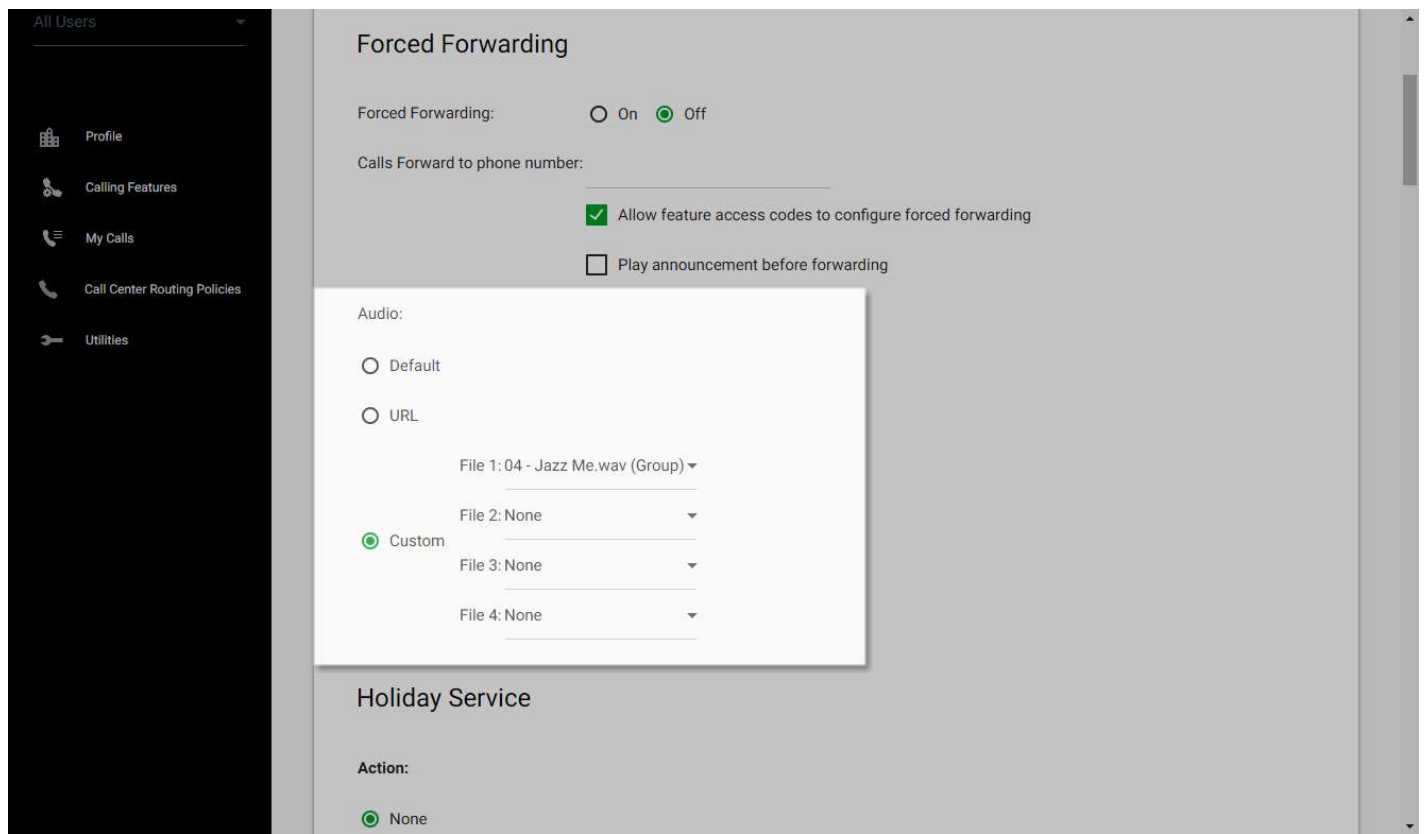 All Users
Profile
Calling Features
My Calls
Call Center Routing Policies
Utilities
Forced Forwarding
Forced Forwarding: On Off
Calls Forward to phone number:
Allow feature access codes to configure forced forwarding
Play announcement before forwarding
Audio:
Default
URL
File 1: 04 - Jazz Me.wav (Group)
File 2: None
Custom
File 3: None
File 4: None
Holiday Service
Action:
None